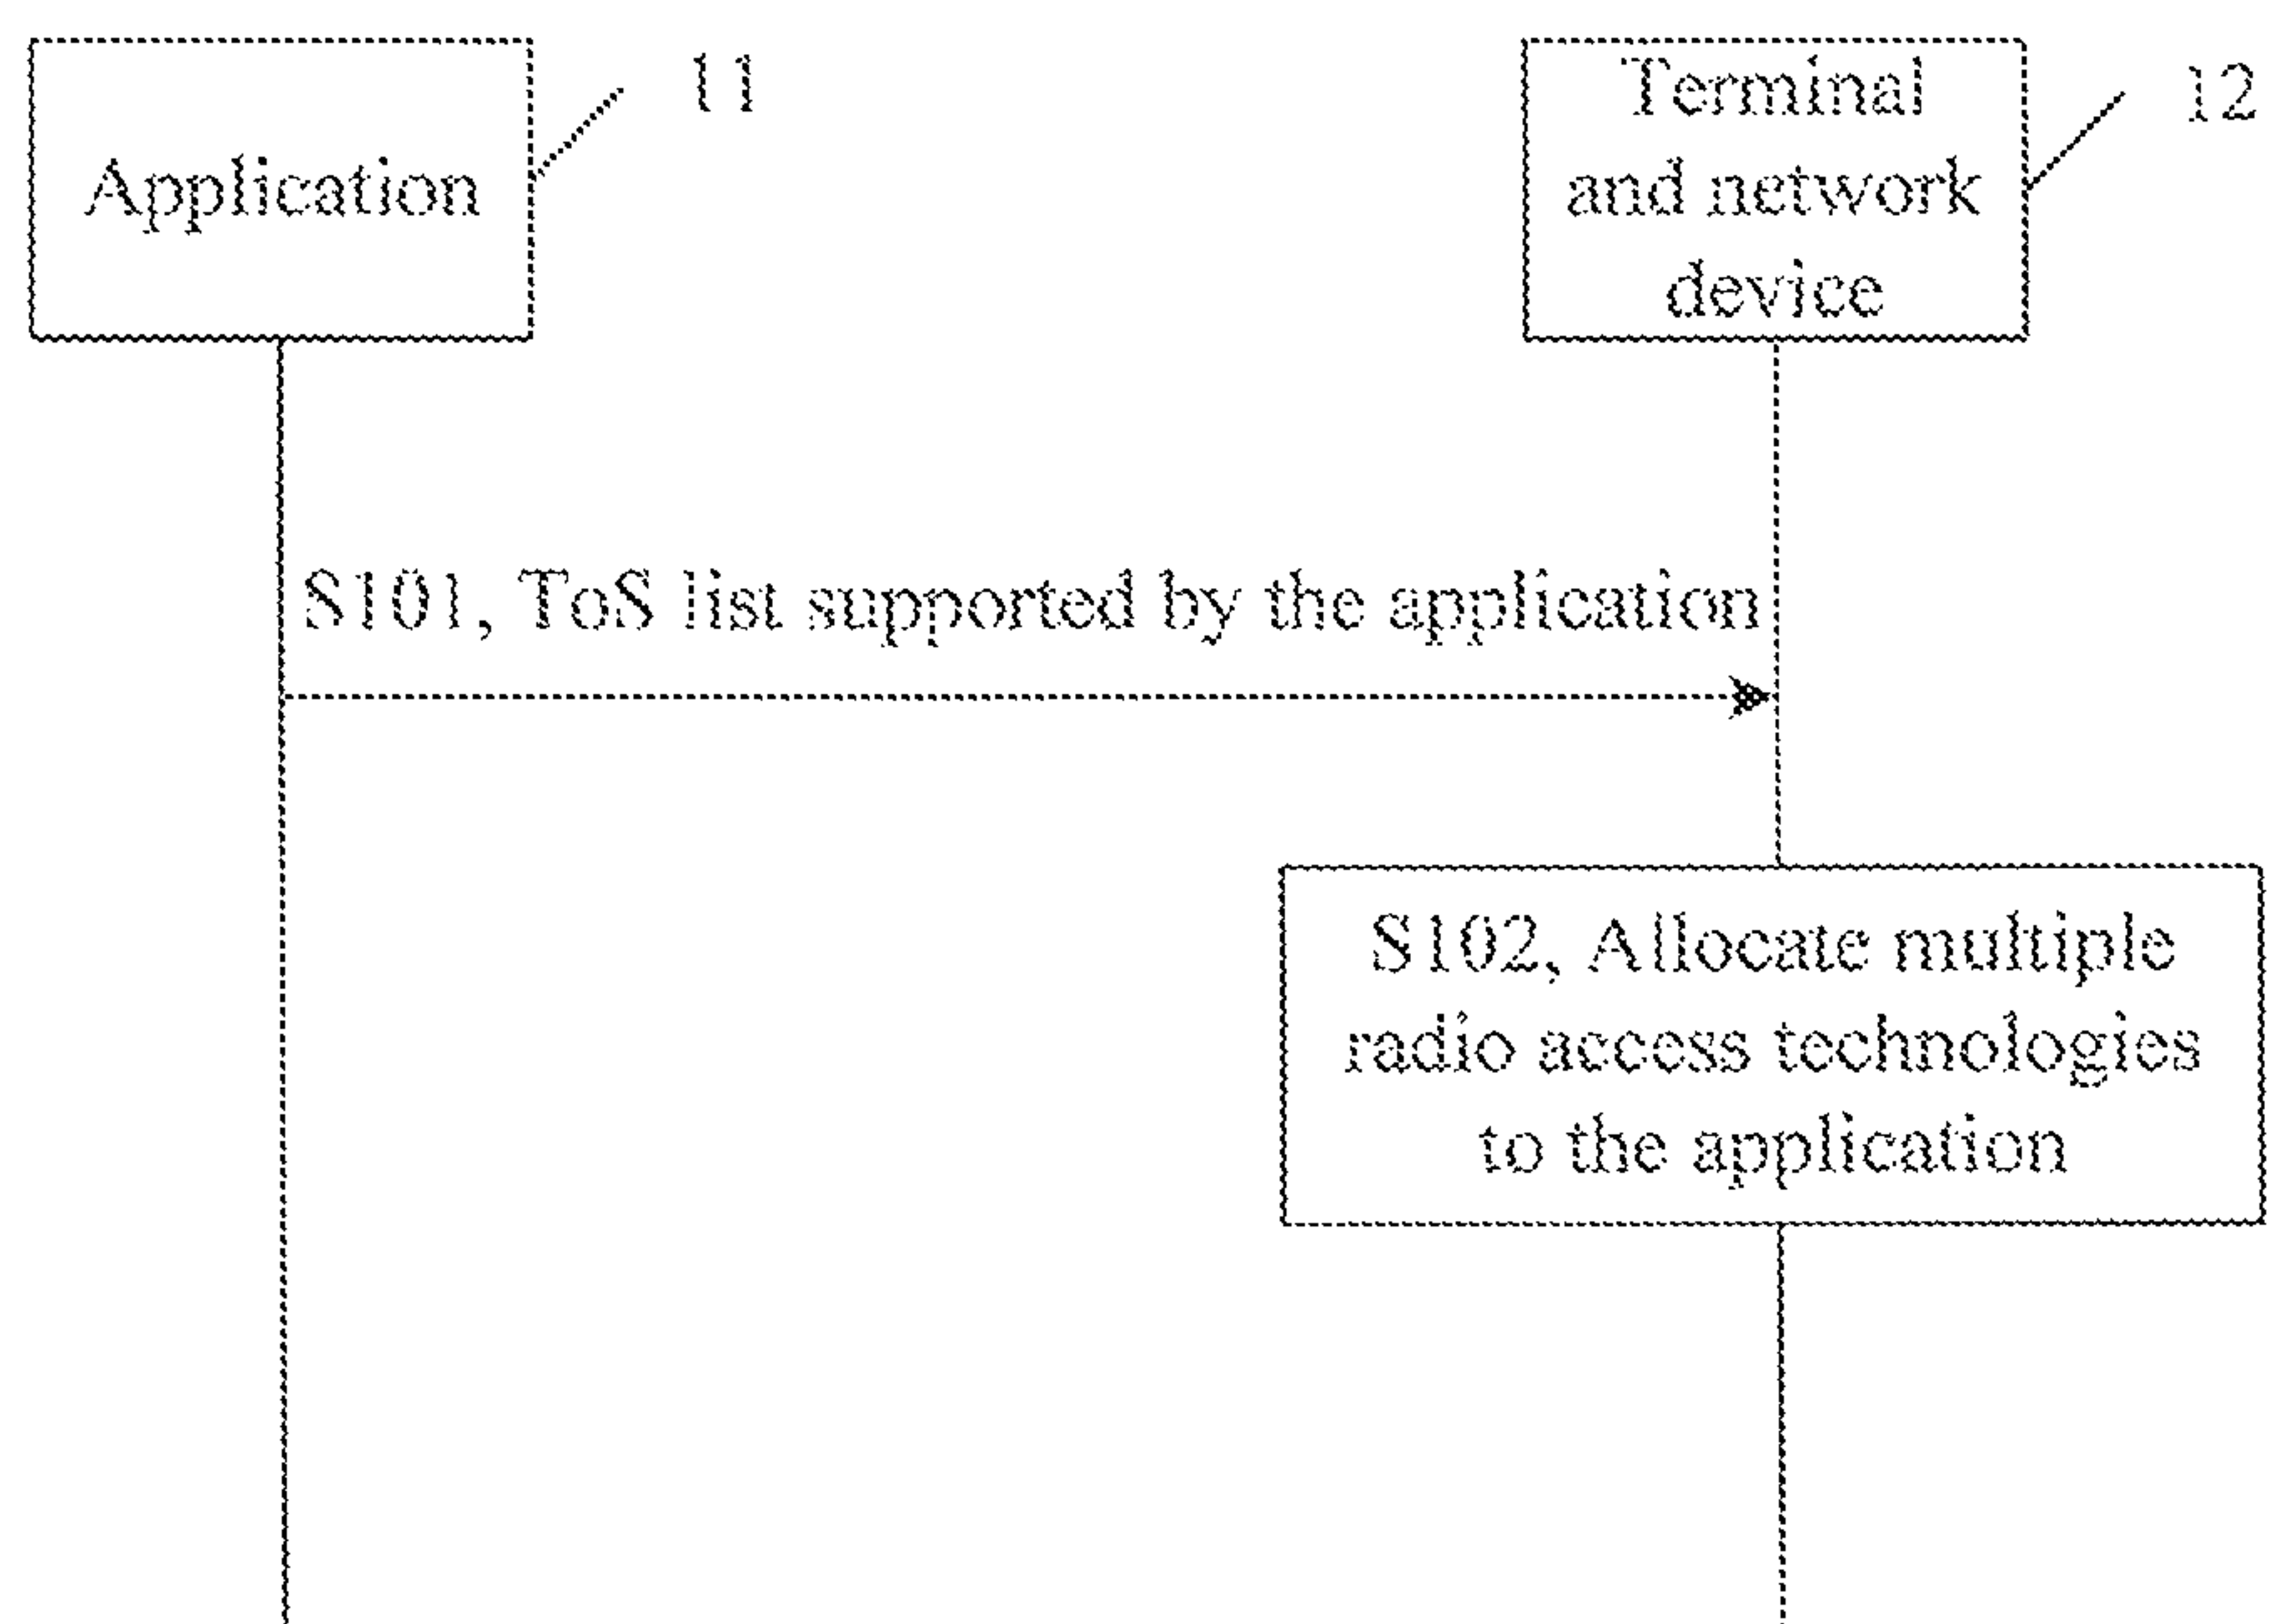 Application
11
Terminal
and network
device
12
S101, ToS list supported by the application
S102, Allocate multiple
radio access technologies
to the application